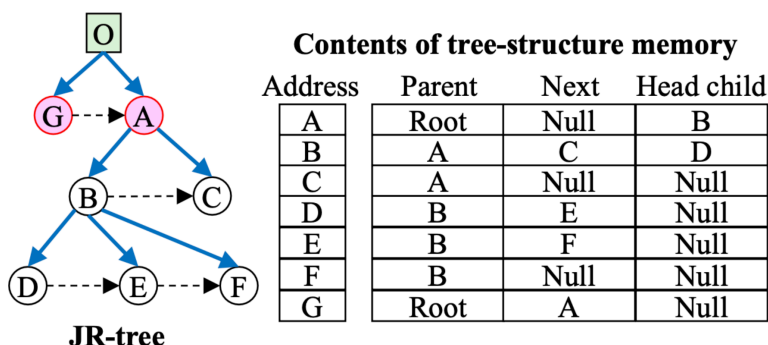 O
G A
B C
D E F
JR-tree
Contents of tree-structure memory
Address Parent Next Head child
A Root Null B
B A C D
C A Null Null
D B E Null
E B F Null
F B Null Null
G Root A Null